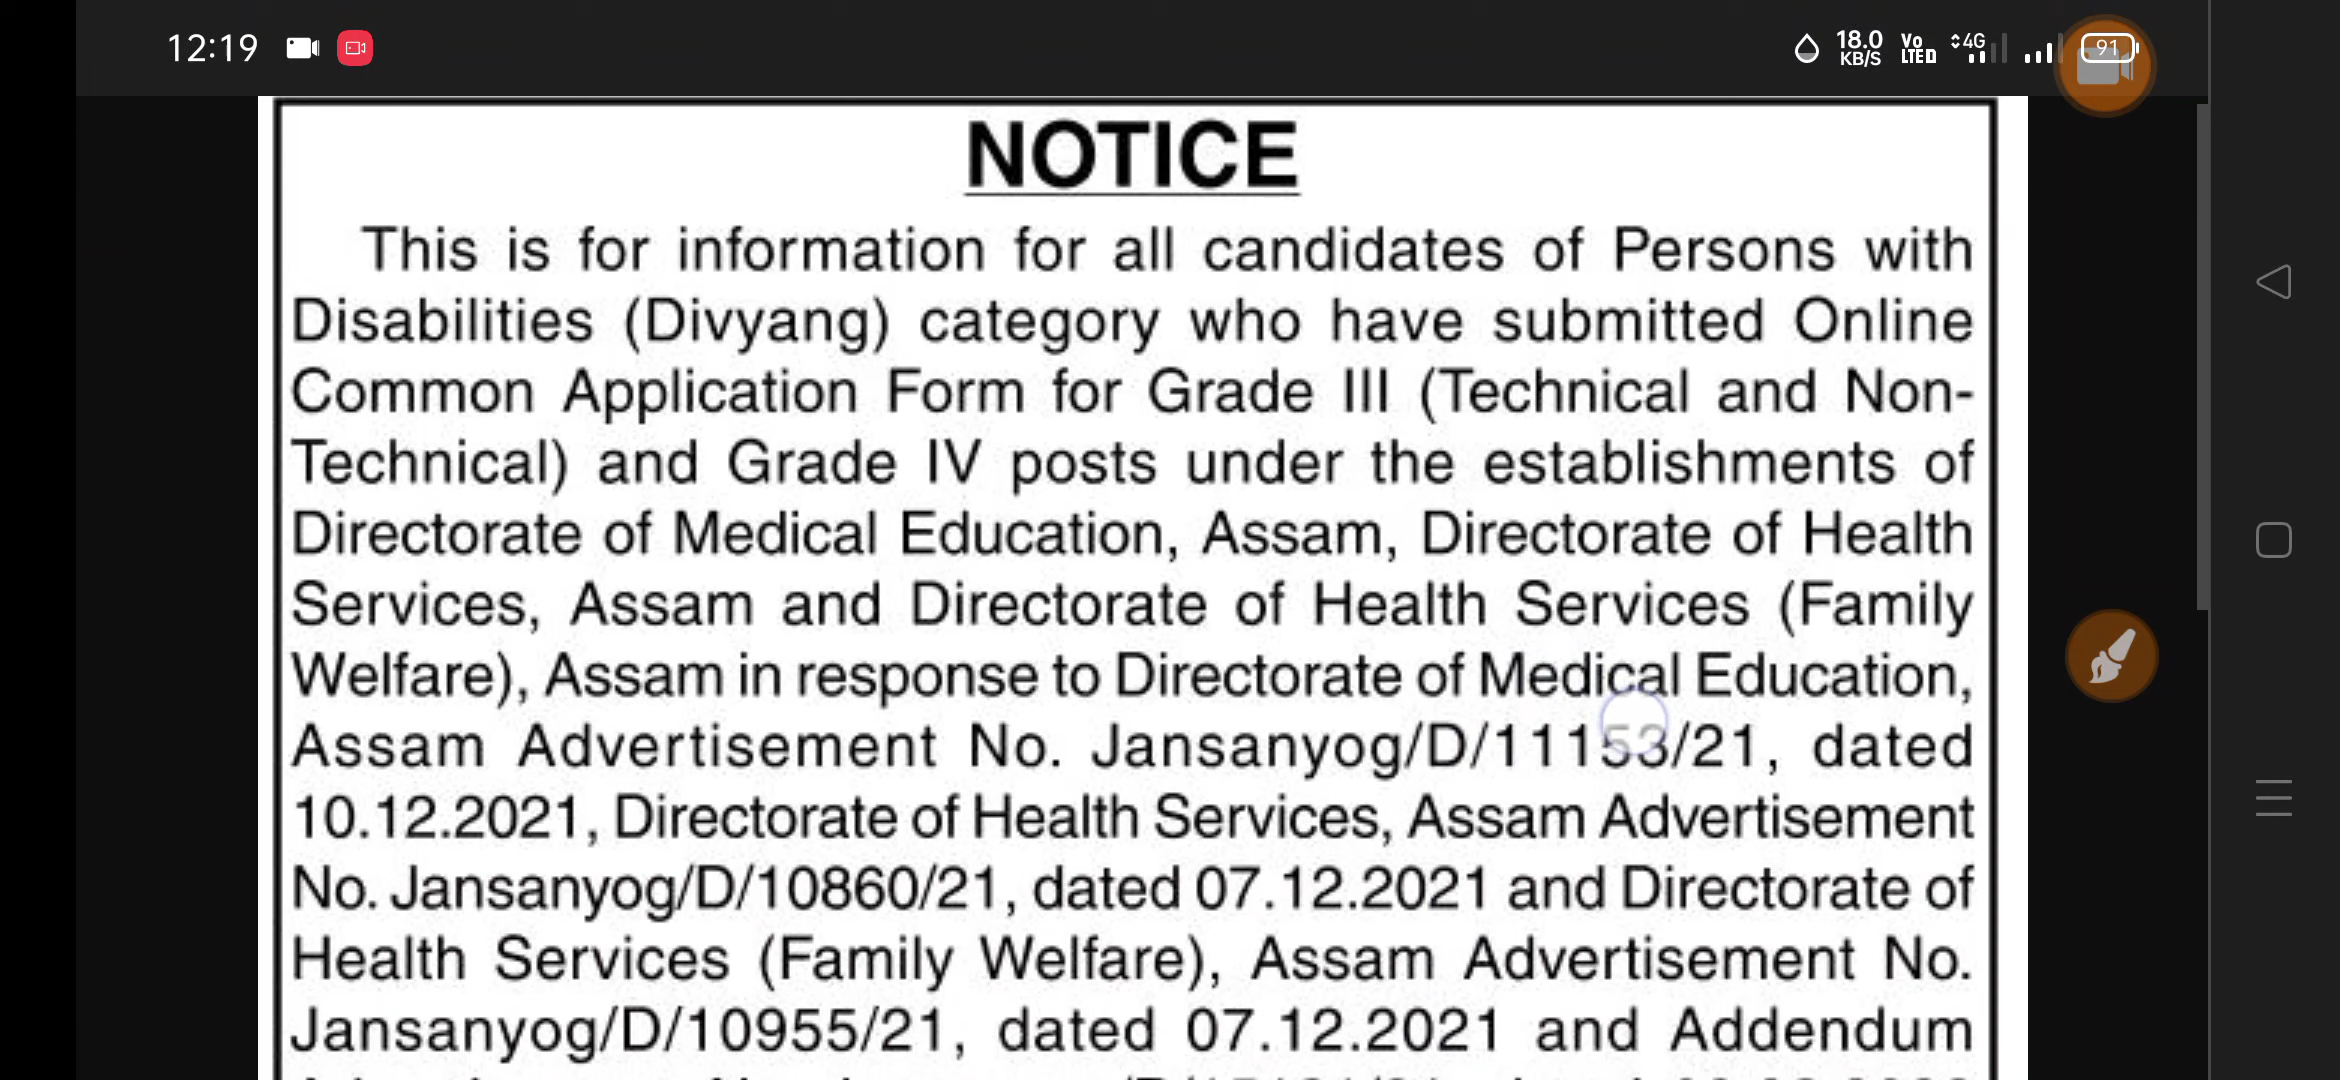 12:19
18.0
KB/S
Vo
LTE
4G
91
NOTICE
This is for information for all candidates of Persons with
Disabilities (Divyang) category who have submitted Online
Common Application Form for Grade III (Technical and Non-
Technical) and Grade IV posts under the establishments of
Directorate of Medical Education, Assam, Directorate of Health
Services, Assam and Directorate of Health Services (Family
Welfare), Assam in response to Directorate of Medical Education,
Assam Advertisement No. Jansanyog/D/11153/21, dated
10.12.2021, Directorate of Health Services, Assam Advertisement
No. Jansanyog/D/10860/21, dated 07.12.2021 and Directorate of
Health Services (Family Welfare), Assam Advertisement No.
Jansanyog/D/10955/21, dated 07.12.2021 and Addendum